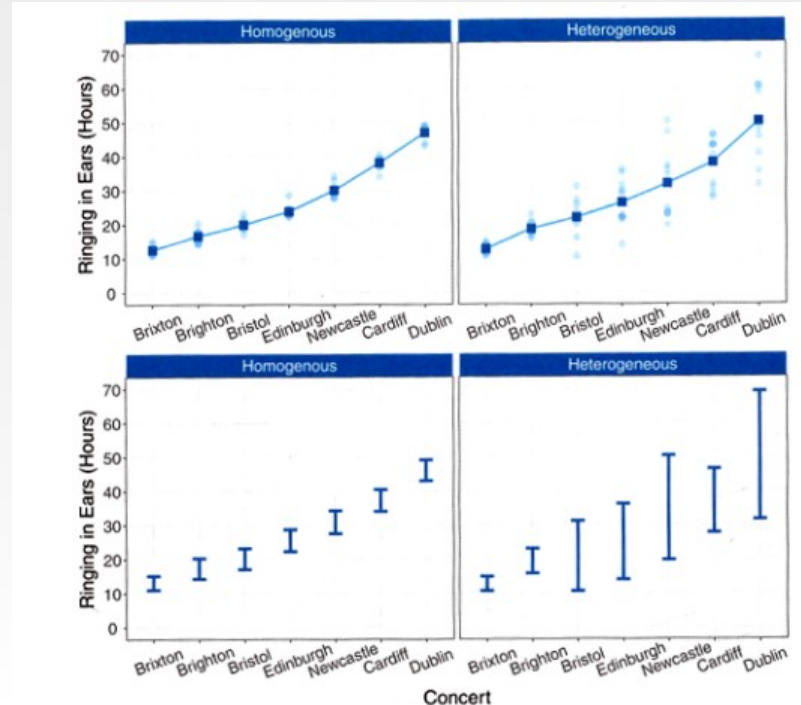 Homogenous
Heterogeneous
Ringing in Ears (Hours)
70
60
50
40
30
20
10
0
Brixton
Brighton
Bristol
Edinburgh
Newcastle
Cardiff
Dublin
Brixton
Brighton
Bristol
Edinburgh
Newcastle
Cardiff
Dublin
Homogenous
Heterogeneous
Ringing in Ears (Hours)
70
60
50
40
30
20
10
0
Brixton
Brighton
Bristol
Edinburgh
Newcastle
Cardiff
Dublin
Brixton
Brighton
Bristol
Edinburgh
Newcastle
Cardiff
Dublin
Concert